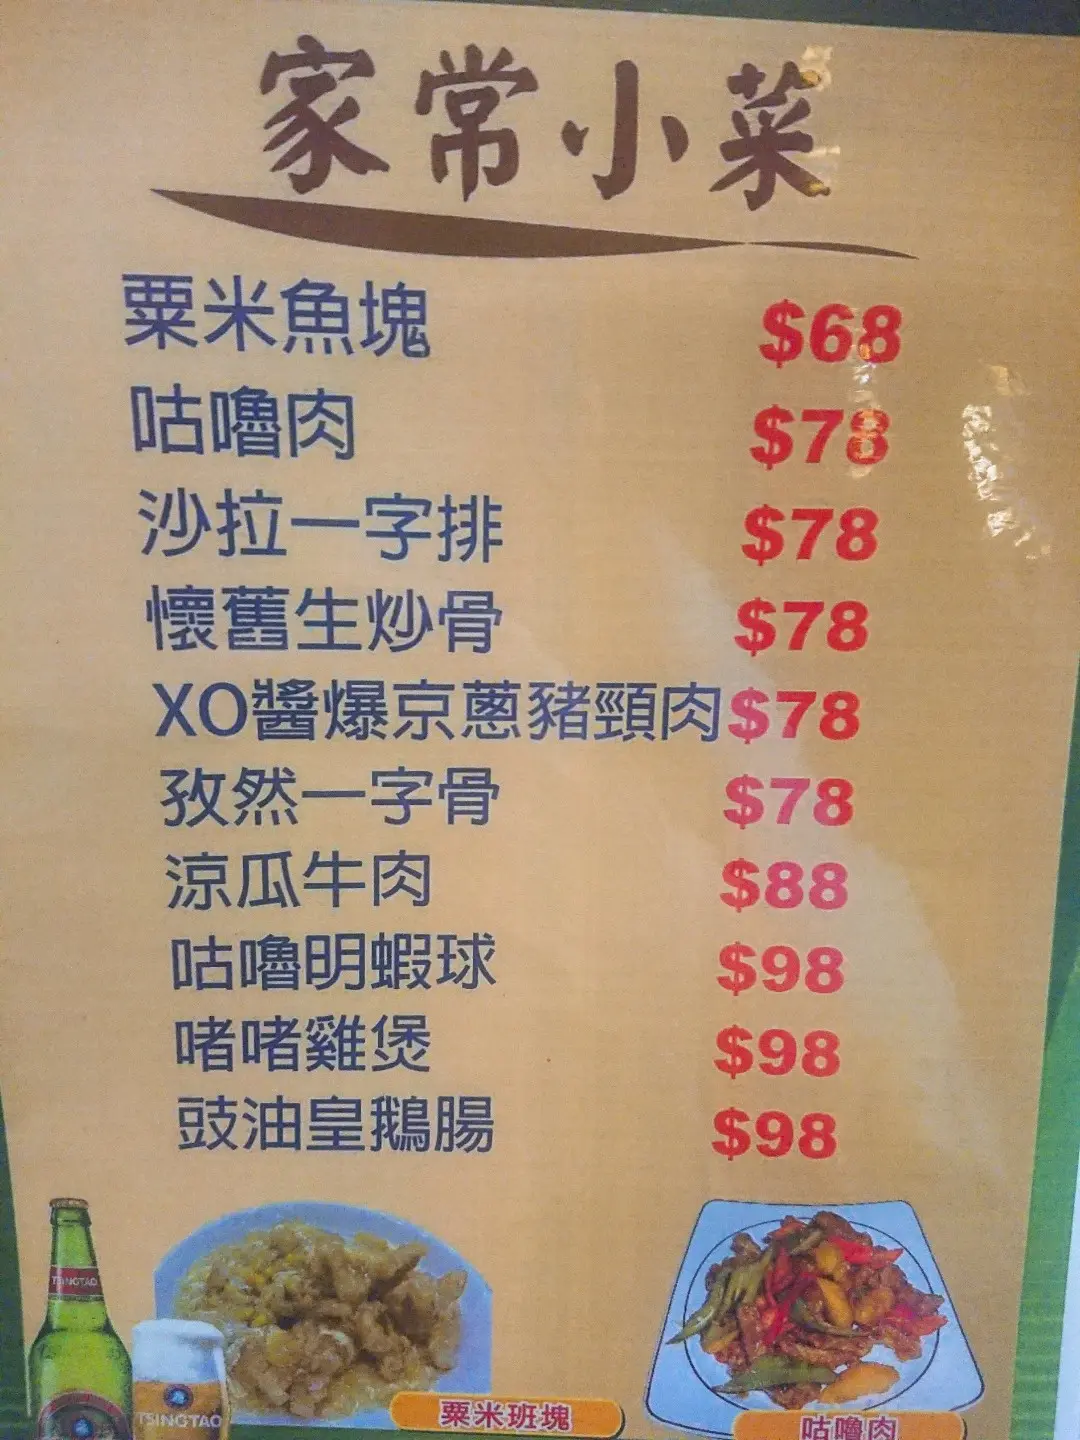 家常小菜
粟米魚塊 $68
咕嚕肉 $78
沙拉一字排 $78
懷舊生炒骨 $78
XO醬爆京蔥豬頸肉 $78
孜然一字骨 $78
涼瓜牛肉 $88
咕嚕明蝦球 $98
啫啫雞煲 $98
豉油皇鵝腸 $98
TSINGTAO
TSINGTAO
粟米班塊
咕嚕肉